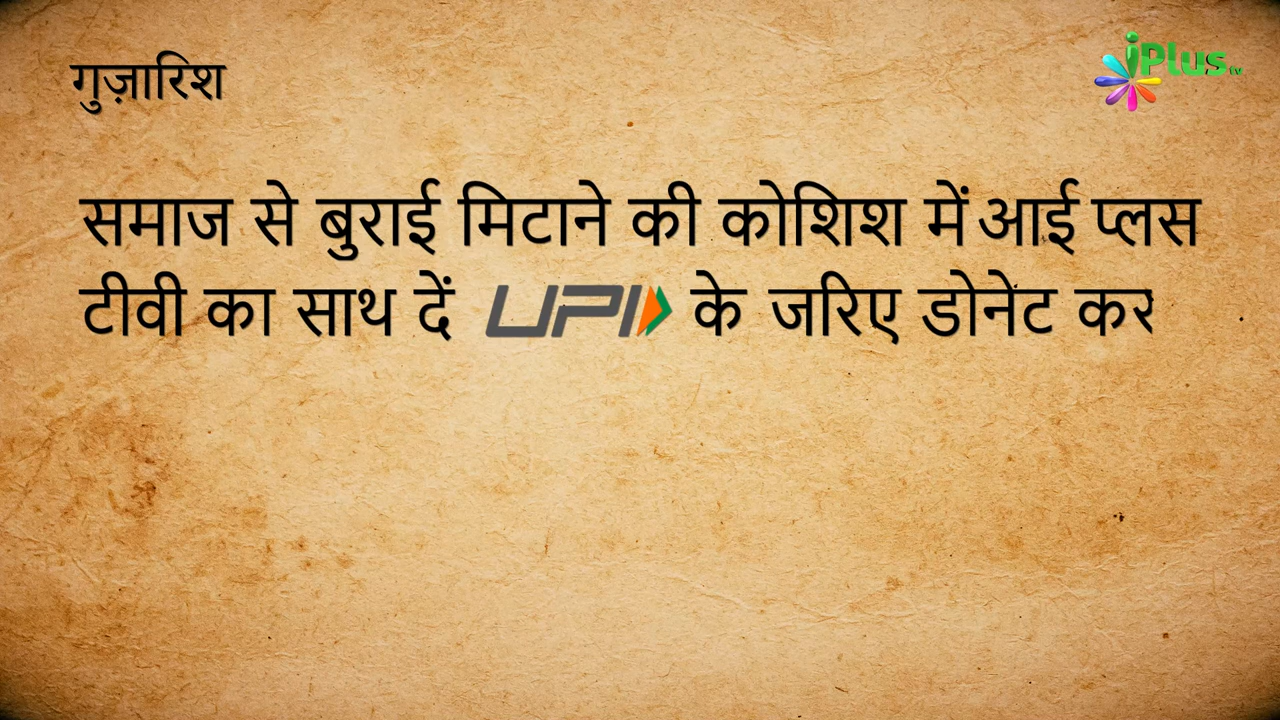 गुज़ारिश
iPlus tv
समाज से बुराई मिटाने की कोशिश में आई प्लस
टीवी का साथ दें UPI के जरिए डोनेट कर